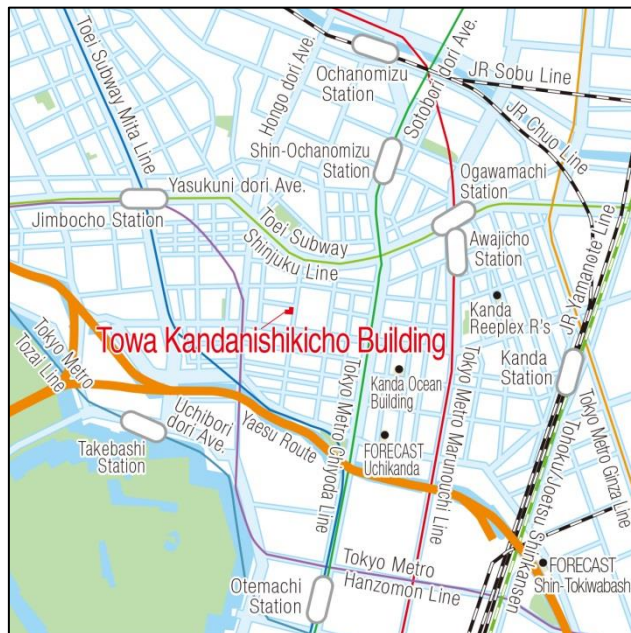 Toei Subway Mita Line
Hongo dori Ave.
Ochanomizu
Station
Sotobori dori Ave.
JR Sobu Line
JR Chuo Line
Shin-Ochanomizu
Station
Ogawamachi
Station
Yasukuni dori Ave.
Jimbocho Station
Toei Subway
Shinjuku Line
Awajicho
Station
JR Yamanote Line
Kanda
Reeplex R's
Towa Kandanishikicho Building
Kanda
Station
Tokyo Metro
Tozai Line
Kanda Ocean
Building
Uchibori
dori Ave.
Yaesu Route
Takebashi
Station
FORECAST
Uchikanda
Tokyo Metro Chiyoda Line
Tokyo Metro Marunouchi Line
Tohoku/Joetsu Shinkansen
Tokyo Metro Ginza Line
Tokyo Metro
Hanzomon Line
Otemachi
Station
FORECAST
Shin-Tokiwabash